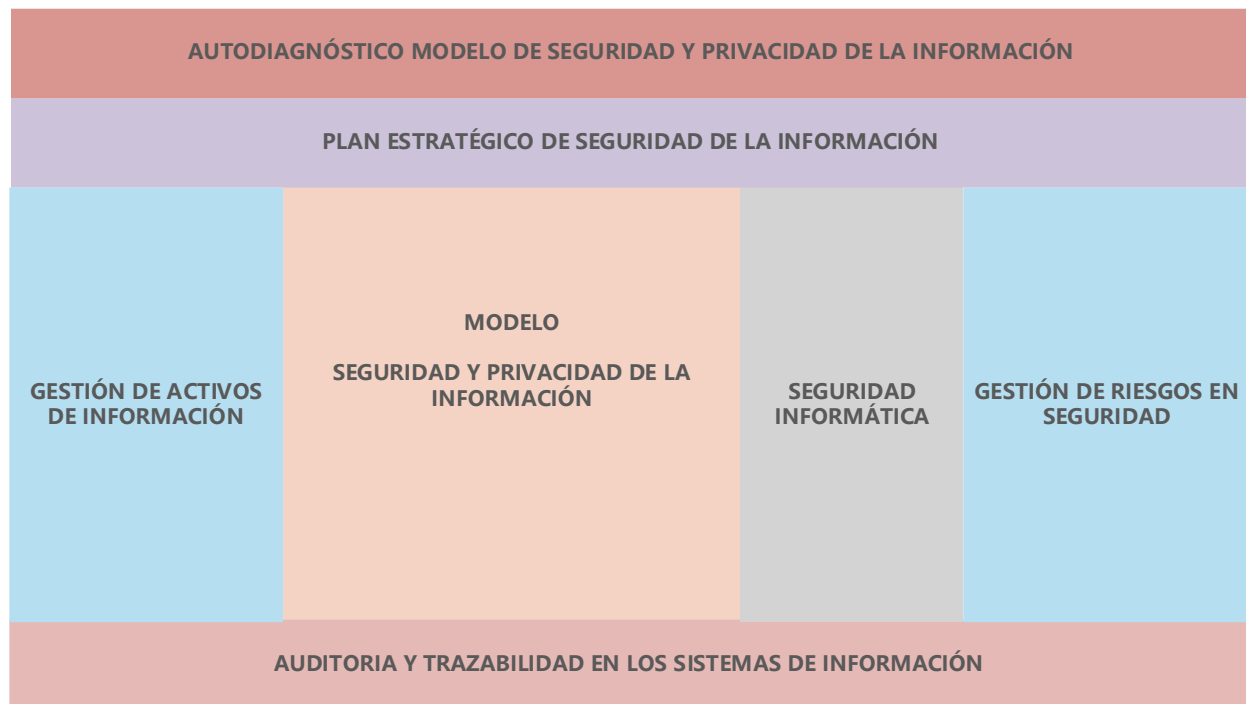 AUTODIAGNÓSTICO MODELO DE SEGURIDAD Y PRIVACIDAD DE LA INFORMACIÓN
PLAN ESTRATÉGICO DE SEGURIDAD DE LA INFORMACIÓN
GESTIÓN DE ACTIVOS
DE INFORMACIÓN
MODELO
SEGURIDAD Y PRIVACIDAD DE LA
INFORMACIÓN
SEGURIDAD
INFORMÁTICA
GESTIÓN DE RIESGOS EN
SEGURIDAD
AUDITORIA Y TRAZABILIDAD EN LOS SISTEMAS DE INFORMACIÓN